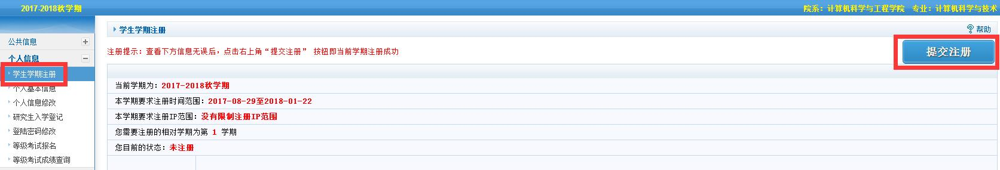 2017-2018秋学期
院系：计算机科学与工程学院 专业：计算机科学与技术
公共信息
个人信息
学生学期注册
个人基本信息
个人信息修改
研究生入学登记
登陆密码修改
等级考试报名
等级考试成绩查询
学生学期注册
帮助
注册提示：查看下方信息无误后，点击右上角“提交注册” 按钮即当前学期注册成功
提交注册
当前学期为：2017-2018秋学期
本学期要求注册时间范围：2017-08-29至2018-01-22
本学期要求注册IP范围：没有限制注册IP范围
您需要注册的相对学期为第 1 学期
您目前的状态：未注册